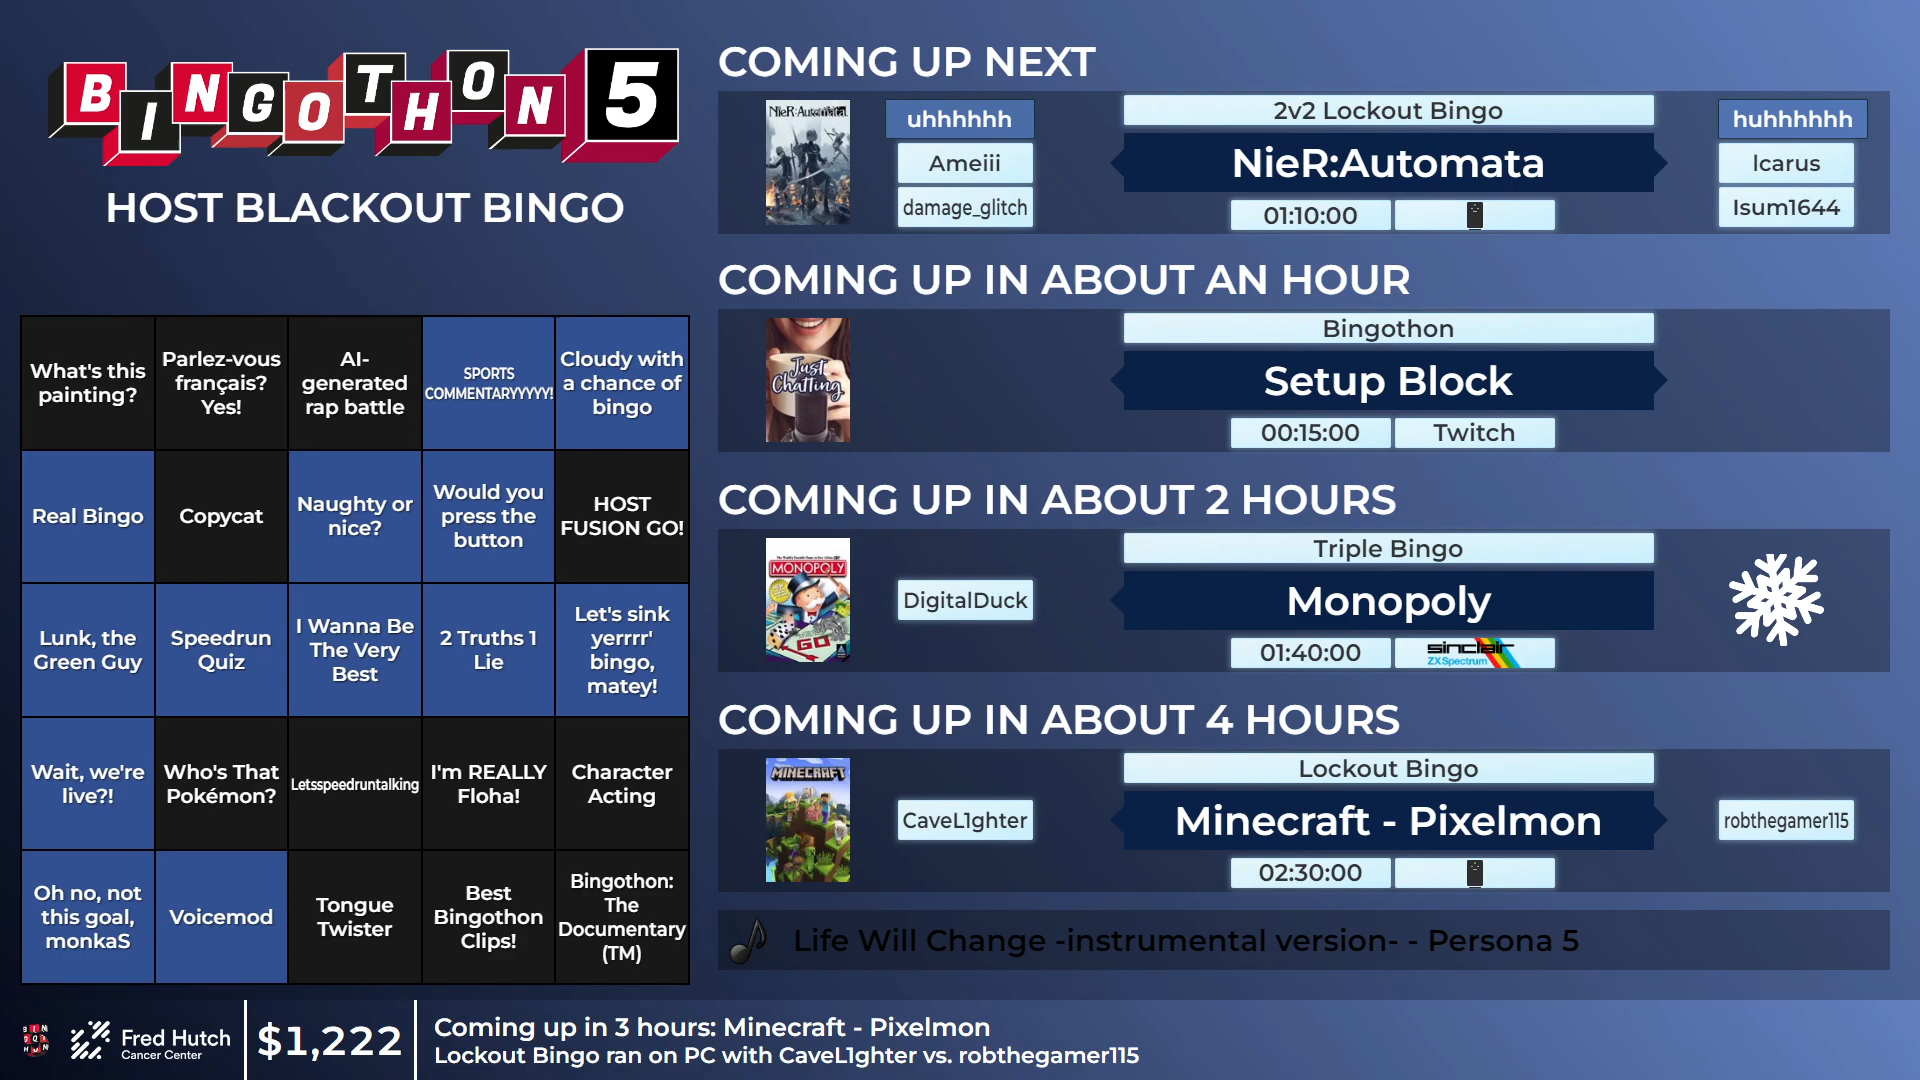 BINGOTHON 5
HOST BLACKOUT BINGO
What's this
painting?
Parlez-vous
français?
Yes!
AI-
generated
rap battle
SPORTS
COMMENTARYYYYY!
Cloudy with
a chance of
bingo
Real Bingo
Copycat
Naughty or
nice?
Would you
press the
button
HOST
FUSION GO!
Lunk, the
Green Guy
Speedrun
Quiz
I Wanna Be
The Very
Best
2 Truths 1
Lie
Let's sink
yerrrr'
bingo,
matey!
Wait, we're
live?!
Who's That
Pokémon?
Letsspeedruntalking
I'm REALLY
Floha!
Character
Acting
Oh no, not
this goal,
monkaS
Voicemod
Tongue
Twister
Best
Bingothon
Clips!
Bingothon:
The
Documentary
(TM)
COMING UP NEXT
NieR:Automata
uhhhhhh
Ameiii
damage_glitch
2v2 Lockout Bingo
NieR:Automata
01:10:00
huhhhhhh
Icarus
Isum1644
COMING UP IN ABOUT AN HOUR
Just
Chatting
Bingothon
Setup Block
00:15:00
Twitch
COMING UP IN ABOUT 2 HOURS
MONOPOLY
GO
DigitalDuck
Triple Bingo
Monopoly
01:40:00
sinclair
ZX Spectrum
COMING UP IN ABOUT 4 HOURS
MINECRAFT
CaveL1ghter
Lockout Bingo
Minecraft - Pixelmon
02:30:00
robthegamer115
Life Will Change -instrumental version- - Persona 5
Fred Hutch
Cancer Center
$1,222
Coming up in 3 hours: Minecraft - Pixelmon
Lockout Bingo ran on PC with CaveL1ghter vs. robthegamer115